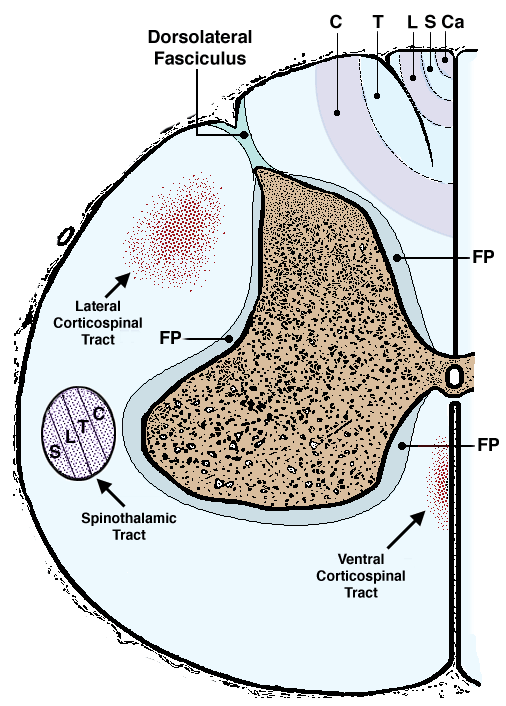 C T L S Ca
Dorsolateral
Fasciculus
FP
Lateral
Corticospinal
Tract
FP
S L T C
FP
Spinothalamic
Tract
Ventral
Corticospinal
Tract